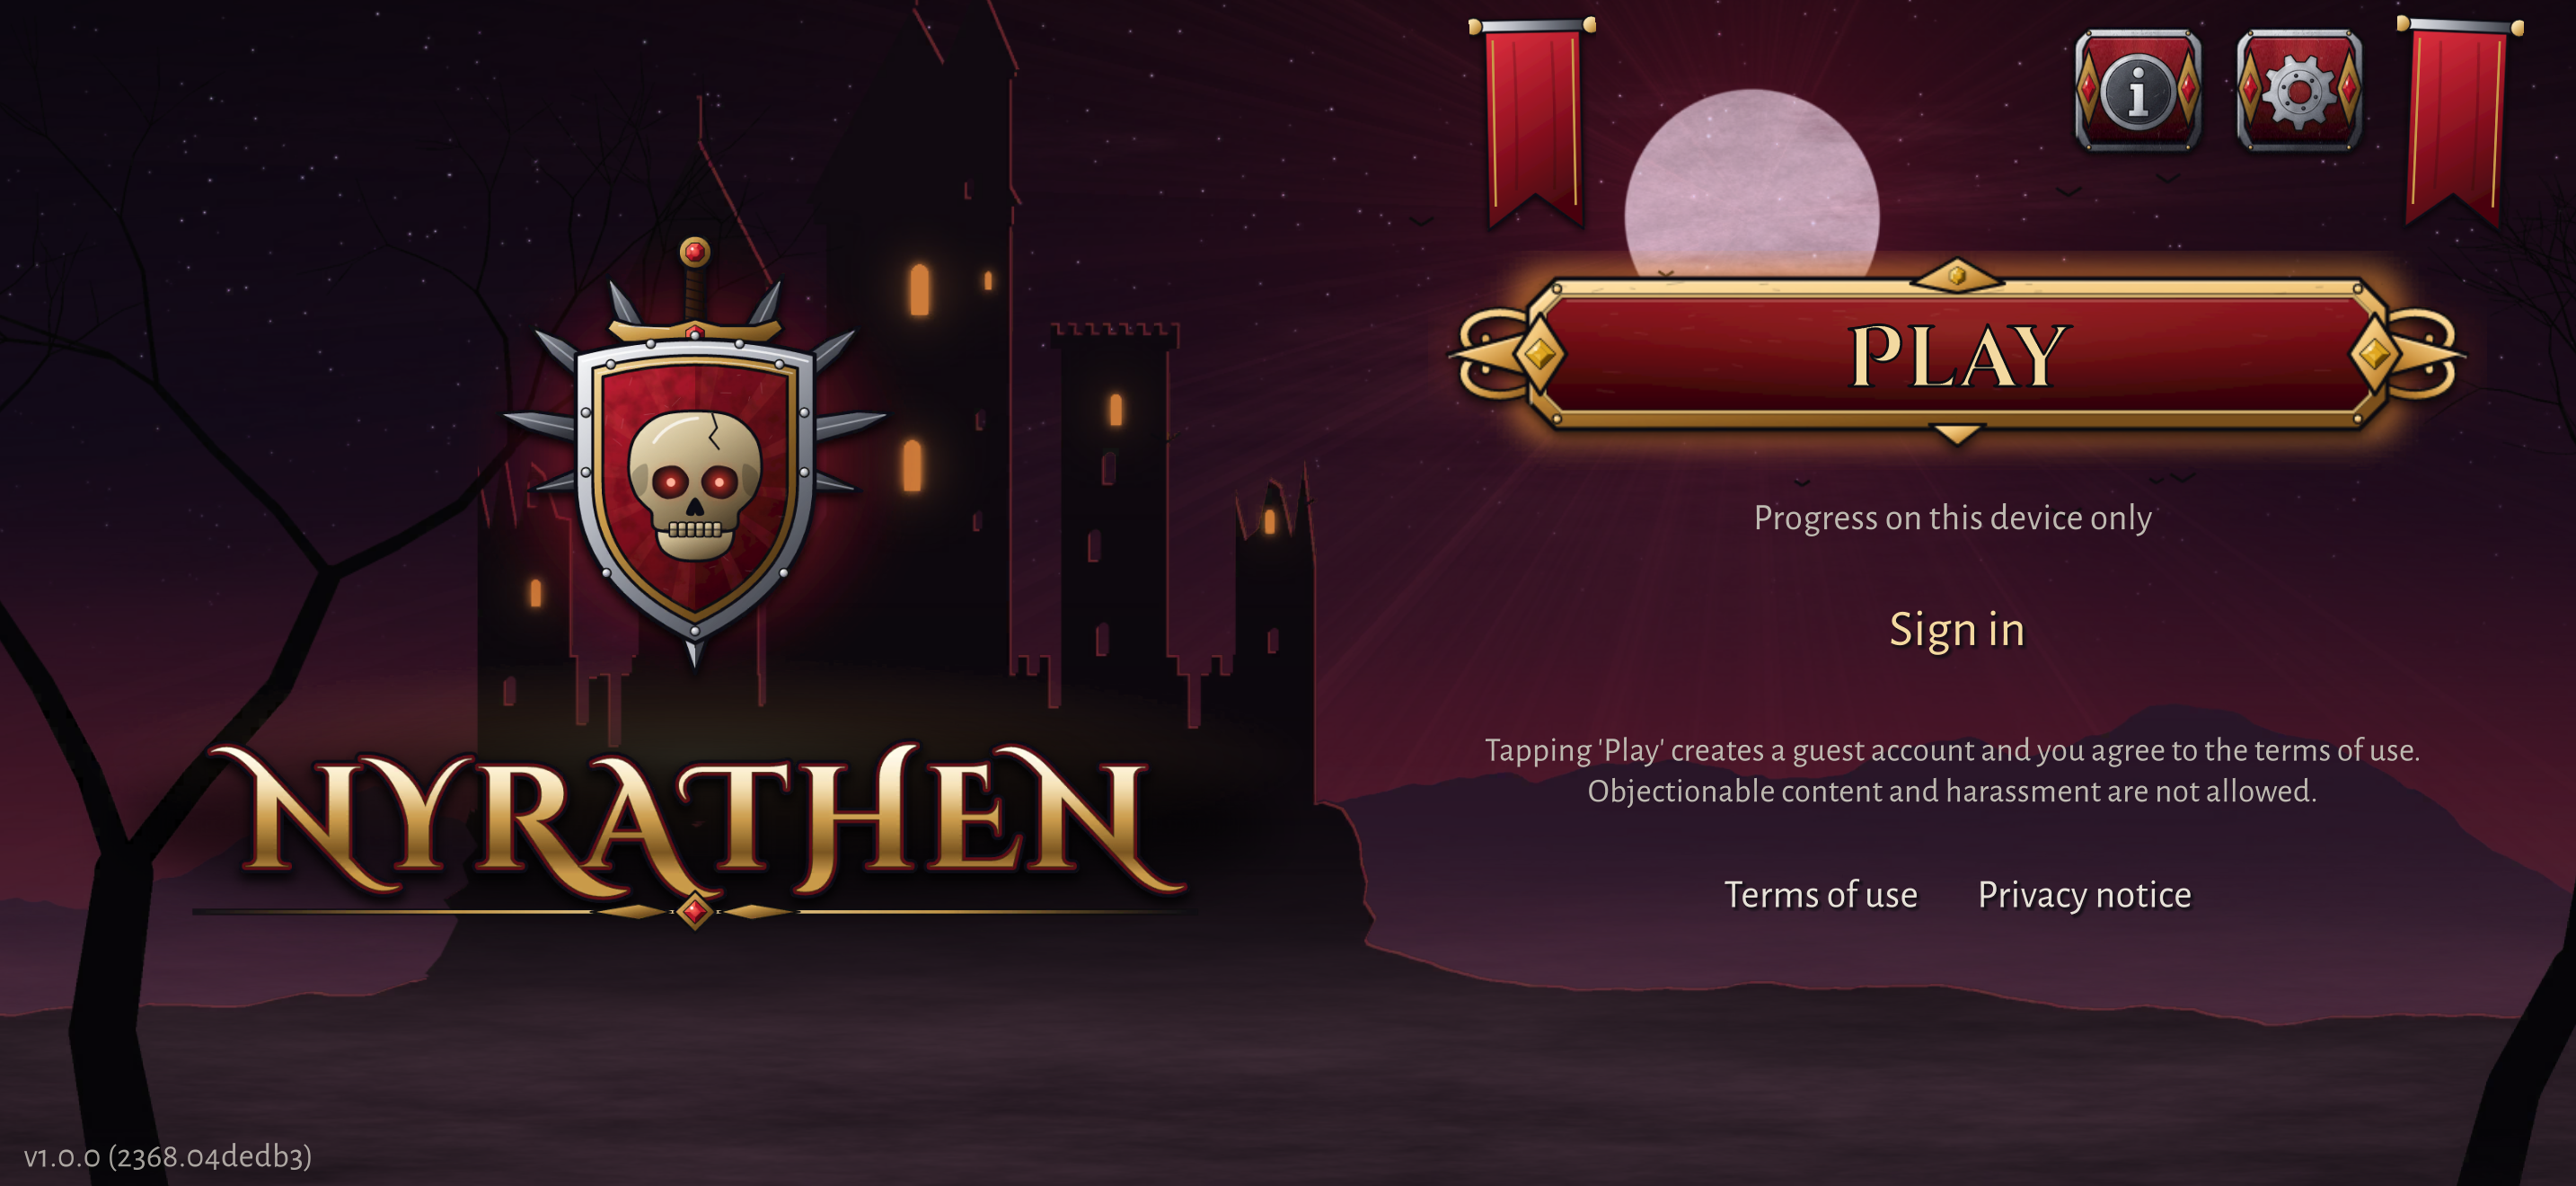 PLAY
Progress on this device only
Sign in
Tapping 'Play' creates a guest account and you agree to the terms of use.
Objectionable content and harassment are not allowed.
Terms of use Privacy notice
NYRATHEN
v1.0.0 (2368.04dedb3)